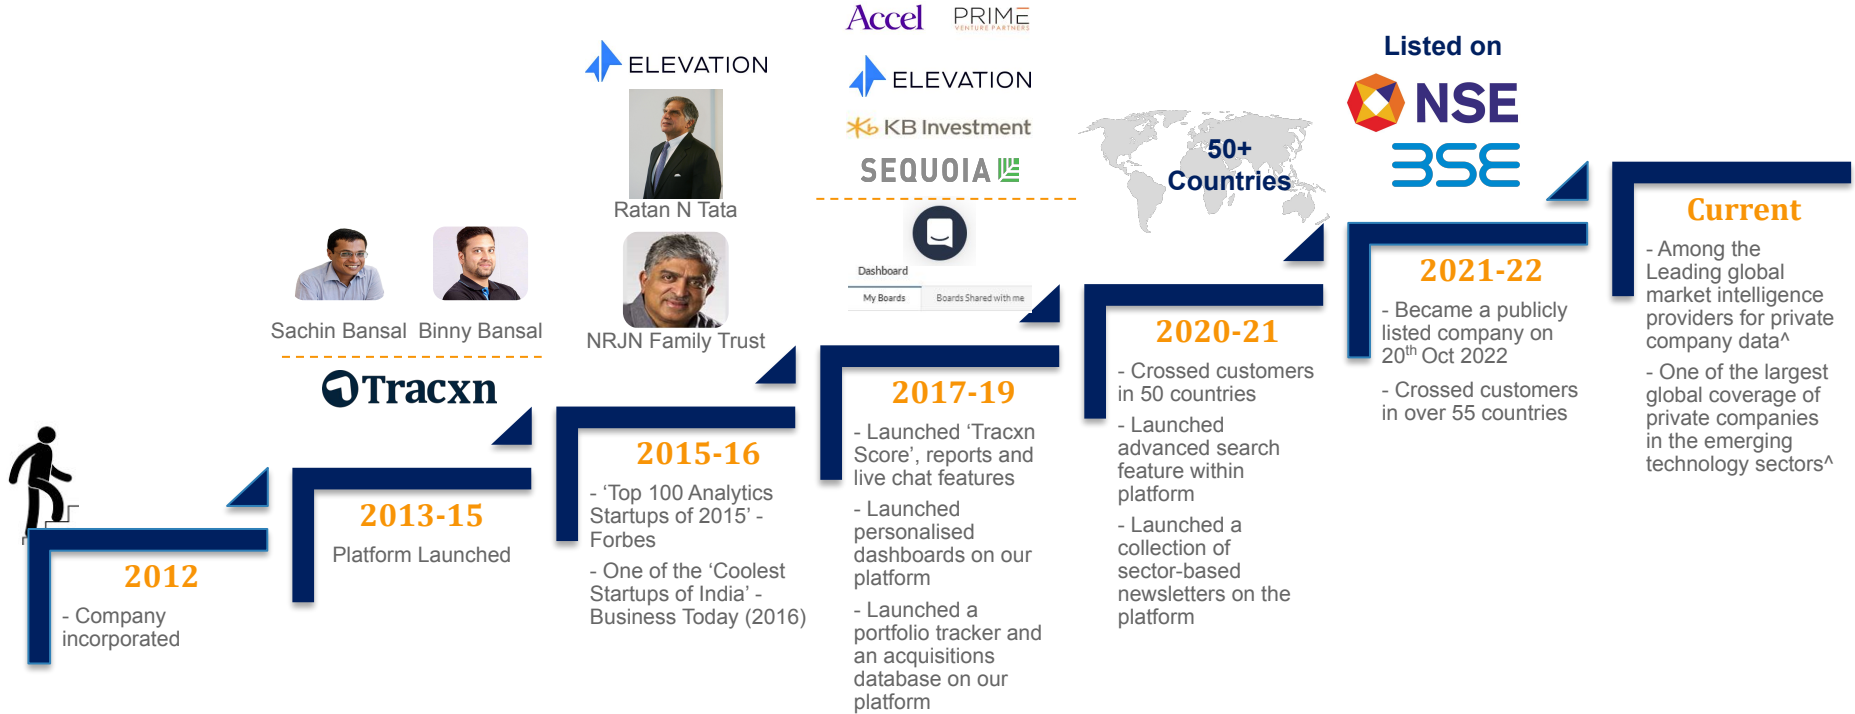 2012
- Company
incorporated
Sachin Bansal
Binny Bansal
Tracxn
2013-15
Platform Launched
ELEVATION
Ratan N Tata
NRJN Family Trust
2015-16
- ‘Top 100 Analytics
Startups of 2015’ -
Forbes
- One of the ‘Coolest
Startups of India’ -
Business Today (2016)
Accel
PRIME
VENTURE PARTNERS
ELEVATION
KB Investment
SEQUOIA
Dashboard
My Boards
Boards Shared with me
2017-19
- Launched ‘Tracxn
Score’, reports and
live chat features
- Launched
personalised
dashboards on our
platform
- Launched a
portfolio tracker and
an acquisitions
database on our
platform
50+
Countries
2020-21
- Crossed customers
in 50 countries
- Launched
advanced search
feature within
platform
- Launched a
collection of
sector-based
newsletters on the
platform
Listed on
NSE
BSE
2021-22
- Became a publicly
listed company on
20th Oct 2022
- Crossed customers
in over 55 countries
Current
- Among the
Leading global
market intelligence
providers for private
company data^
- One of the largest
global coverage of
private companies
in the emerging
technology sectors^